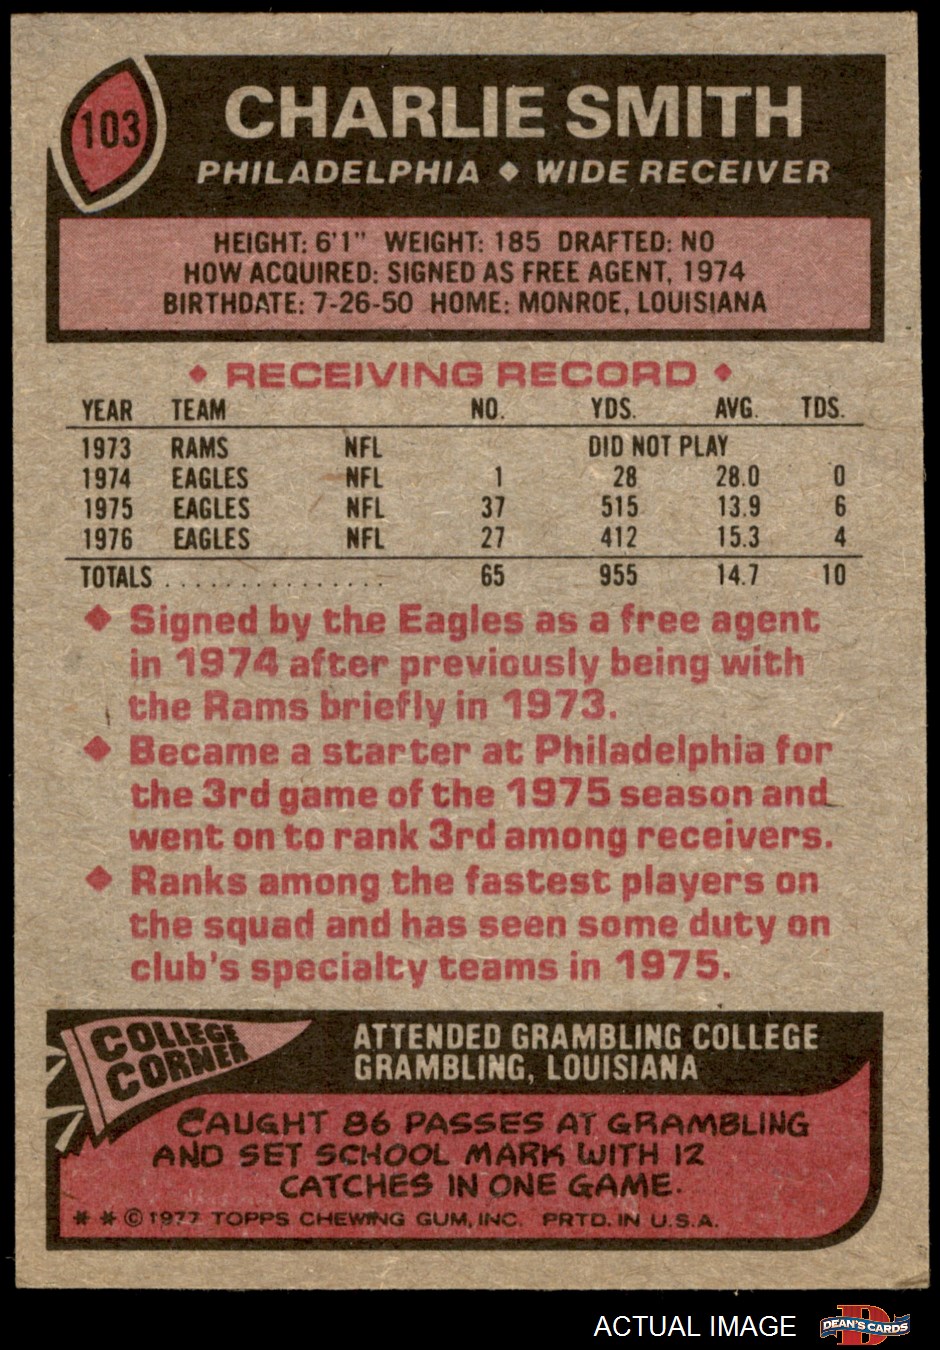 103
CHARLIE SMITH
PHILADELPHIA ◆ WIDE RECEIVER
HEIGHT: 6'1" WEIGHT: 185 DRAFTED: NO
HOW ACQUIRED: SIGNED AS FREE AGENT, 1974
BIRTHDATE: 7-26-50 HOME: MONROE, LOUISIANA
◆ RECEIVING RECORD ◆
YEAR TEAM NO. YDS. AVG. TDS.
1973 RAMS NFL DID NOT PLAY
1974 EAGLES NFL 1 28 28.0 0
1975 EAGLES NFL 37 515 13.9 6
1976 EAGLES NFL 27 412 15.3 4
TOTALS . . . . . . . . . . . . . . . 65 955 14.7 10
◆ Signed by the Eagles as a free agent
in 1974 after previously being with
the Rams briefly in 1973.
◆ Became a starter at Philadelphia for
the 3rd game of the 1975 season and
went on to rank 3rd among receivers.
◆ Ranks among the fastest players on
the squad and has seen some duty on
club's specialty teams in 1975.
COLLEGE
CORNER
ATTENDED GRAMBLING COLLEGE
GRAMBLING, LOUISIANA
CAUGHT 86 PASSES AT GRAMBLING
AND SET SCHOOL MARK WITH 12
CATCHES IN ONE GAME.
* * © 1977 TOPPS CHEWING GUM, INC. PRTD. IN U.S.A.
ACTUAL IMAGE
D
DEAN'S CARDS